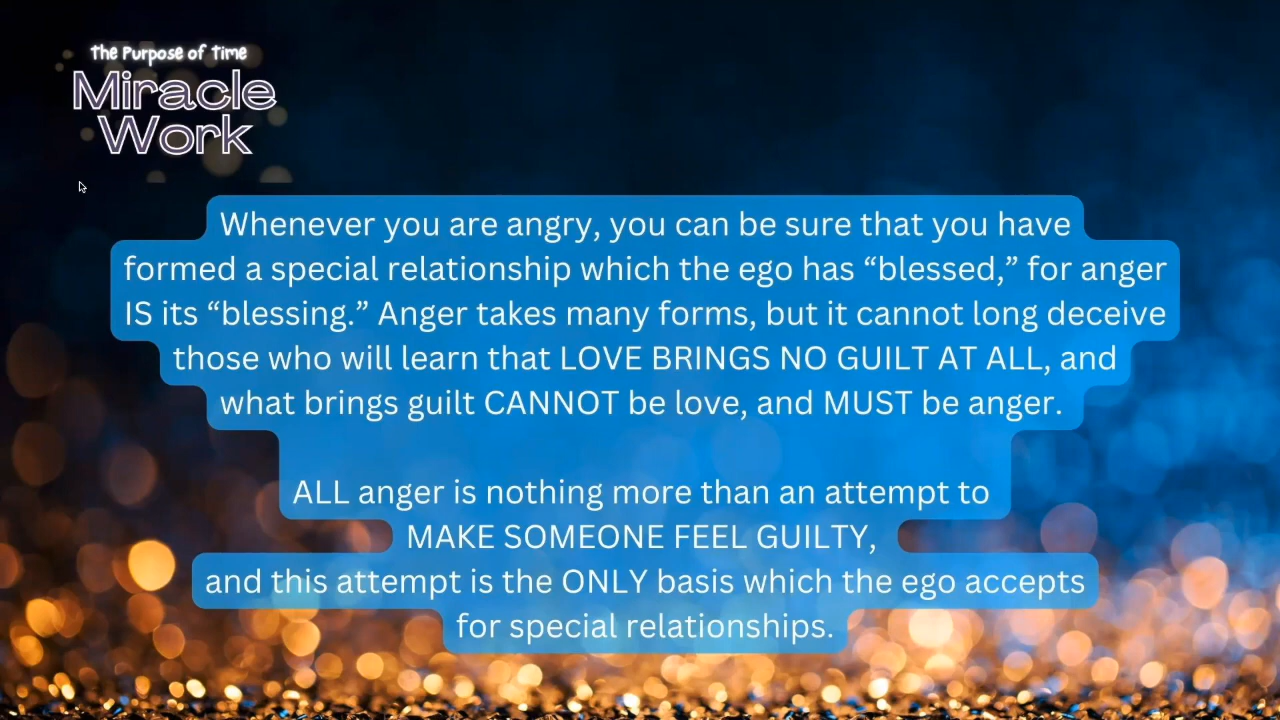 The Purpose of Time
Miracle
Work
Whenever you are angry, you can be sure that you have
formed a special relationship which the ego has “blessed,” for anger
IS its “blessing.” Anger takes many forms, but it cannot long deceive
those who will learn that LOVE BRINGS NO GUILT AT ALL, and
what brings guilt CANNOT be love, and MUST be anger.
ALL anger is nothing more than an attempt to
MAKE SOMEONE FEEL GUILTY,
and this attempt is the ONLY basis which the ego accepts
for special relationships.